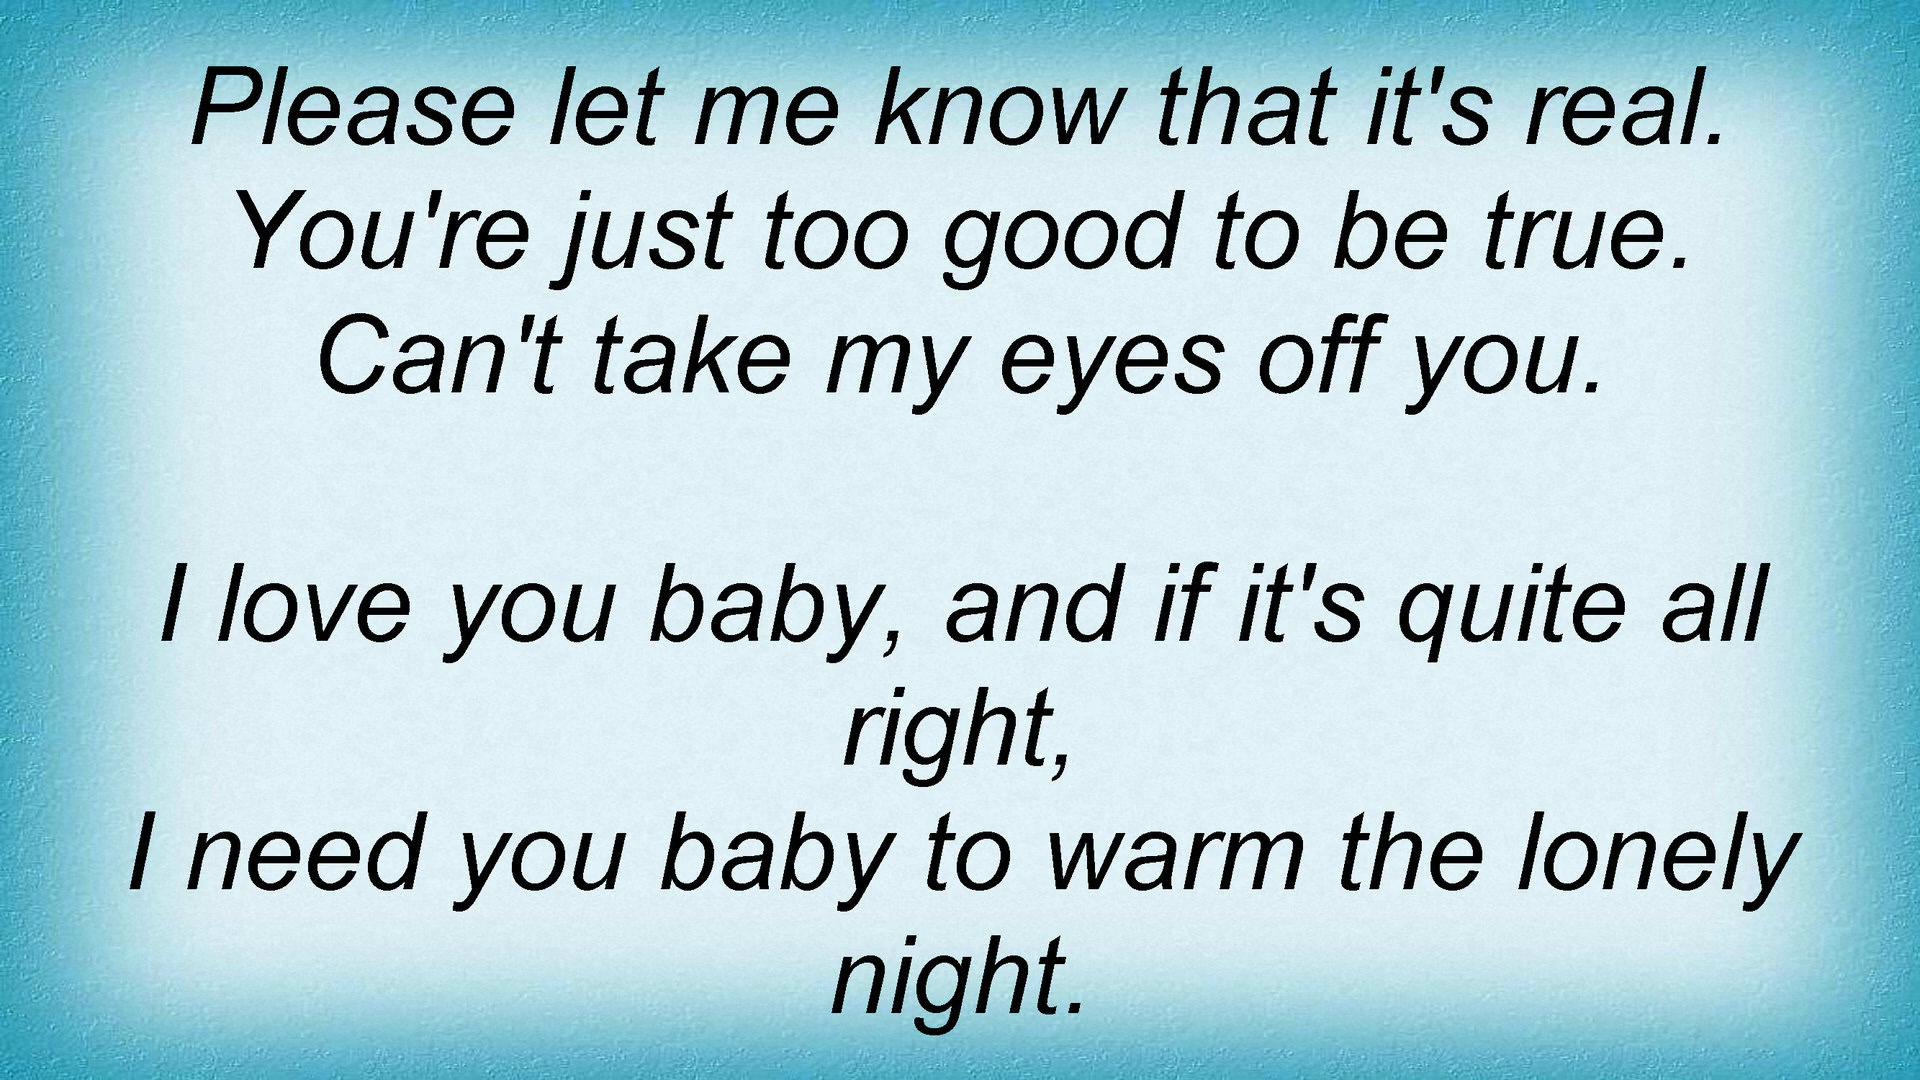 Please let me know that it's real.
You're just too good to be true.
Can't take my eyes off you.
I love you baby, and if it's quite all
right,
I need you baby to warm the lonely
night.